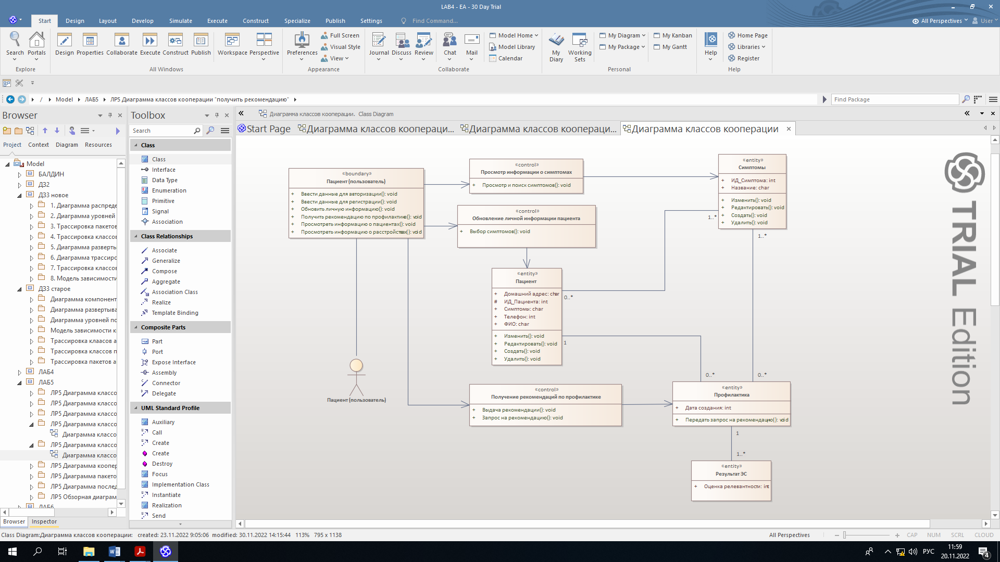 LAB4 - EA - 30 Day Trial
Start Design Layout Develop Simulate Execute Construct Specialize Publish Settings Find Command... All Perspectives User
Search Portals Design Properties Collaborate Execute Construct Publish Workspace Perspective Preferences Full Screen Visual Style View Journal Discuss Review Chat Mail Model Home Model Library Calendar My Diary Working Sets My Diagram My Package My Kanban My Gantt Help Home Page Libraries Register
Explore All Windows Appearance Collaborate Personal Help
/ Model ЛАБ5 ЛР5 Диаграмма классов кооперации "получить рекомендацию" Find Package
Browser
Project Context Diagram Resources
Model
БАЛДИН
ДЗ2
ДЗ3 новое
1. Диаграмма распреде
2. Диаграмма уровней
3. Трассировка пакетов
4. Трассировка классов
5. Диаграмма разверть
6. Диаграмма трассирс
7. Трассировка классов
8. Модель зависимости
ДЗ3 старое
Диаграмма компонент
Диаграмма развертыва
Диаграмма уровней пс
Модель зависимости к
Трассировка клаасов а
Трассировка классов п
Трассировка пакетов а
ЛАБ4
ЛАБ5
ЛР5 Диаграмма классо
ЛР5 Диаграмма классо
ЛР5 Диаграмма классо
ЛР5 Диаграмма классо
Диаграмма классо
ЛР5 Диаграмма классо
Диаграмма классо
ЛР5 Диаграмма коопер
ЛР5 Диаграмма пакето
ЛР5 Диаграмма послед
ЛР5 Обзорная диаграм
ЛАБ6
Browser Inspector
Toolbox
Search
Class
Class
Interface
Data Type
Enumeration
Primitive
Signal
Association
Class Relationships
Associate
Generalize
Compose
Aggregate
Association Class
Realize
Template Binding
Composite Parts
Part
Port
Expose Interface
Assembly
Connector
Delegate
UML Standard Profile
Auxiliary
Call
Create
Create
Destroy
Focus
Implementation Class
Instantiate
Realization
Send
Диаграмма классов кооперации. Class Diagram
Start Page Диаграмма классов коопераци... Диаграмма классов коопераци... Диаграмма классов кооперации
«boundary»
Пациент (пользователь)
+ Ввести данные для авторизации(): void
+ Ввести данные для регистрации(): void
+ Обновить личную информацию(): void
+ Получить рекомендацию по профилактике(): void
+ Просмотреть информацию о пациентах(): void
+ Просмотреть информацию о расстройствах(): void
«control»
Просмотр информации о симптомах
+ Просмотр и поиск симптомов(): void
«control»
Обновление личной информации пациента
+ Выбор симптомов(): void
«entity»
Симптомы
+ ИД_Симптома: int
+ Название: char
+ Изменить(): void
+ Редактировать(): void
+ Создать(): void
+ Удалить(): void
1..*
1..*
«entity»
Пациент
+ Домашний адрес: char
# ИД_Пациента: int
+ Симптомы: char
+ Телефон: int
+ ФИО: char
+ Изменить(): void
+ Редактировать(): void
+ Создать(): void
+ Удалить(): void
0..*
1
0..*
0..*
Пациент (пользователь)
«control»
Получение рекомендаций по профилактике
+ Выдача рекомендации(): void
+ Запрос на рекомендацию(): void
«entity»
Профилактика
+ Дата создания: int
+ Передать запрос на рекомендацию(): void
1
1..*
«entity»
Результат ЭС
+ Оценка релевантности: int
TRIAL Edition
Class Diagram:Диаграмма классов кооперации: created: 23.11.2022 9:05:06 modified: 30.11.2022 14:15:44 113% 795 x 1138 All Perspectives CAP NUM SCRL CLOUD
РУС 11:59
20.11.2022
4